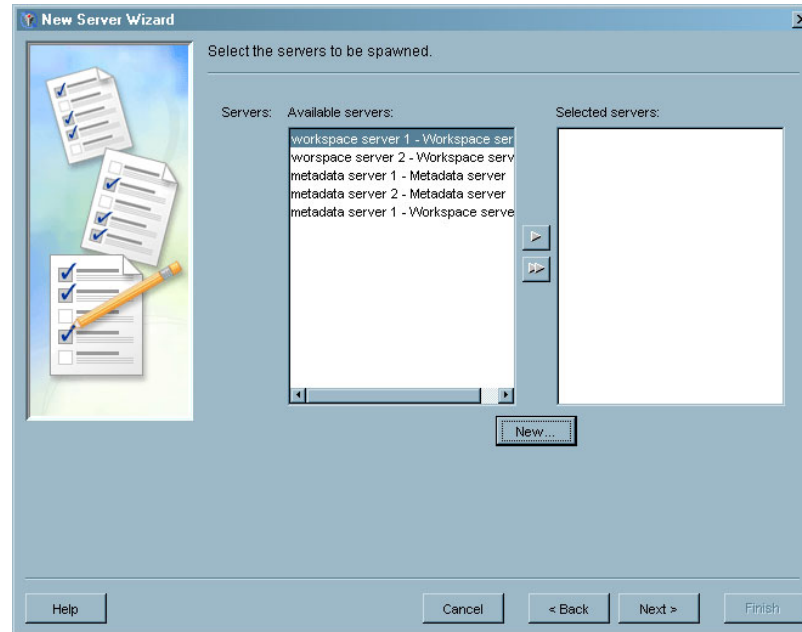 New Server Wizard
Select the servers to be spawned.
Servers: Available servers: Selected servers:
workspace server 1 - Workspace ser
worspace server 2 - Workspace serv
metadata server 1 - Metadata server
metadata server 2 - Metadata server
metadata server 1 - Workspace serve
New...
Help Cancel < Back Next > Finish